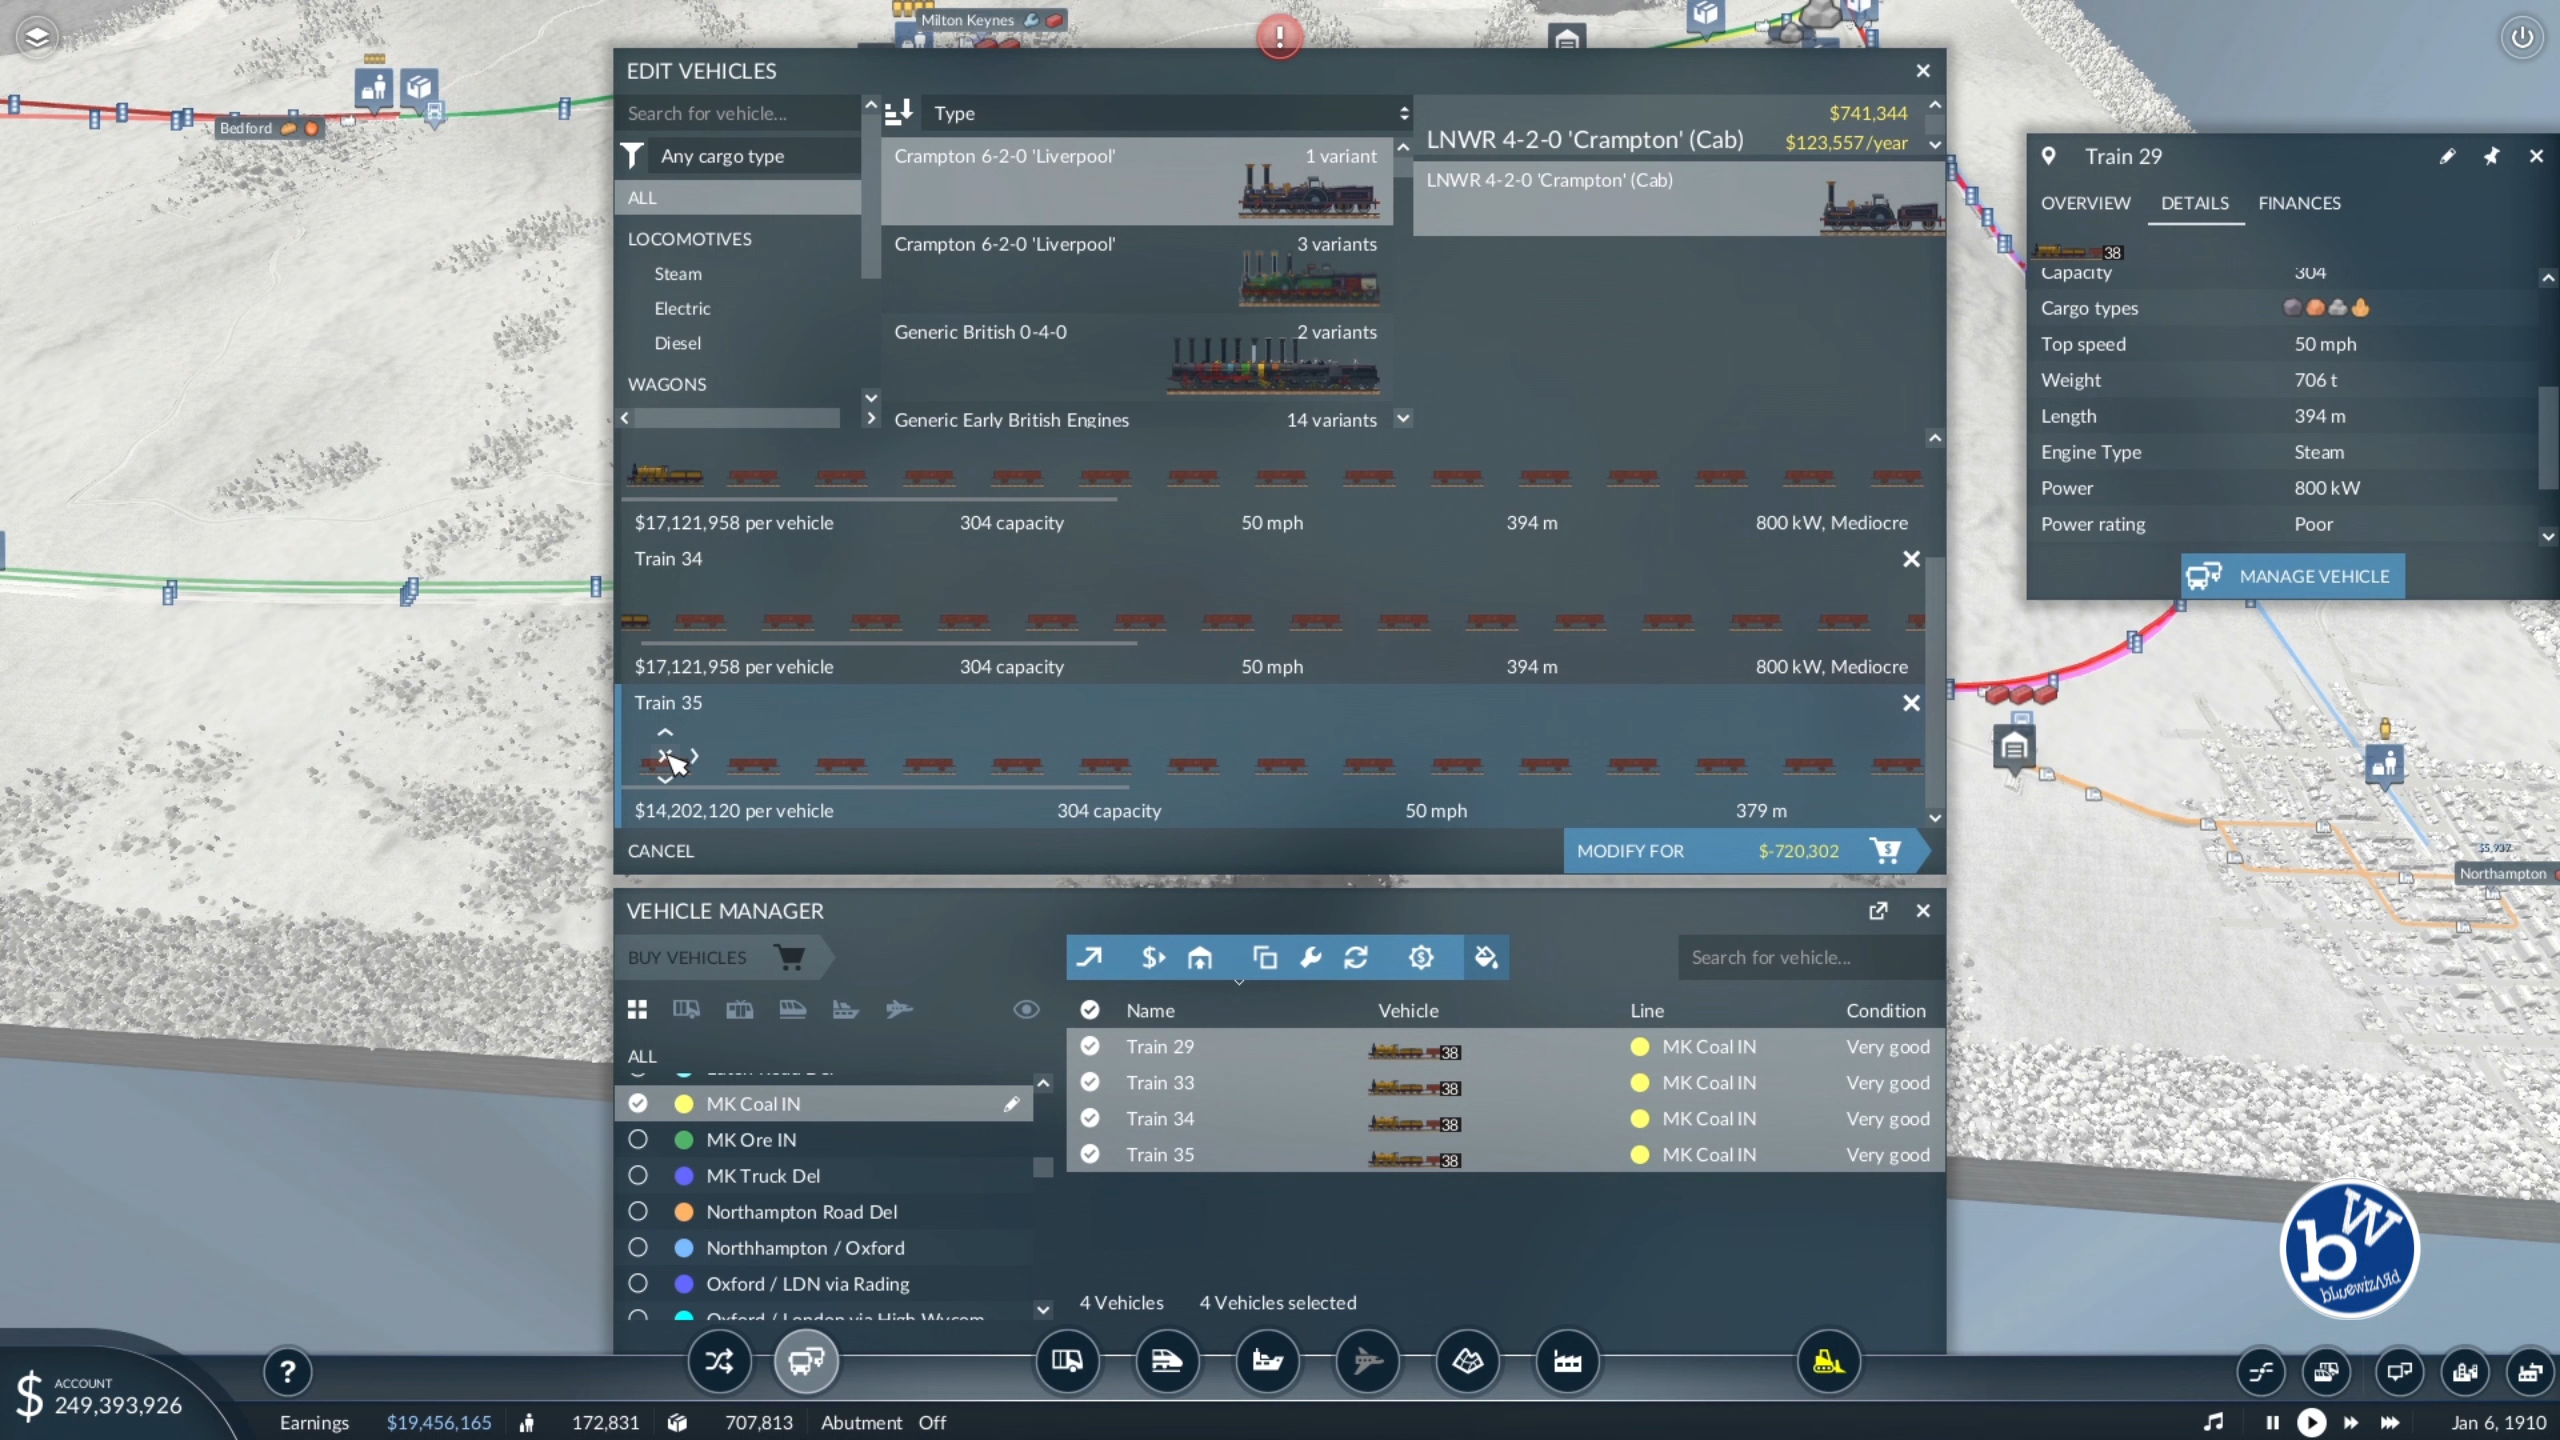 Milton Keynes
Bedford
EDIT VEHICLES
Search for vehicle...
Any cargo type
ALL
LOCOMOTIVES
Steam
Electric
Diesel
WAGONS
Type
Crampton 6-2-0 'Liverpool'
1 variant
Crampton 6-2-0 'Liverpool'
3 variants
Generic British 0-4-0
2 variants
Generic Early British Engines
14 variants
LNWR 4-2-0 'Crampton' (Cab)
$741,344
$123,557/year
LNWR 4-2-0 'Crampton' (Cab)
$17,121,958 per vehicle 304 capacity 50 mph 394 m 800 kW, Mediocre
Train 34
$17,121,958 per vehicle 304 capacity 50 mph 394 m 800 kW, Mediocre
Train 35
$14,202,120 per vehicle 304 capacity 50 mph 379 m
CANCEL
MODIFY FOR $-720,302
Train 29
OVERVIEW DETAILS FINANCES
38
Capacity 304
Cargo types
Top speed 50 mph
Weight 706 t
Length 394 m
Engine Type Steam
Power 800 kW
Power rating Poor
MANAGE VEHICLE
$5,937
Northampton
VEHICLE MANAGER
BUY VEHICLES
Search for vehicle...
ALL
MK Coal IN
MK Ore IN
MK Truck Del
Northampton Road Del
Northhampton / Oxford
Oxford / LDN via Rading
Oxford / London via High Wycom
Name Vehicle Line Condition
Train 29 38 MK Coal IN Very good
Train 33 38 MK Coal IN Very good
Train 34 38 MK Coal IN Very good
Train 35 38 MK Coal IN Very good
4 Vehicles 4 Vehicles selected
bW
bluewizARd
ACCOUNT
$ 249,393,926
?
Earnings $19,456,165 172,831 707,813 Abutment Off
Jan 6, 1910